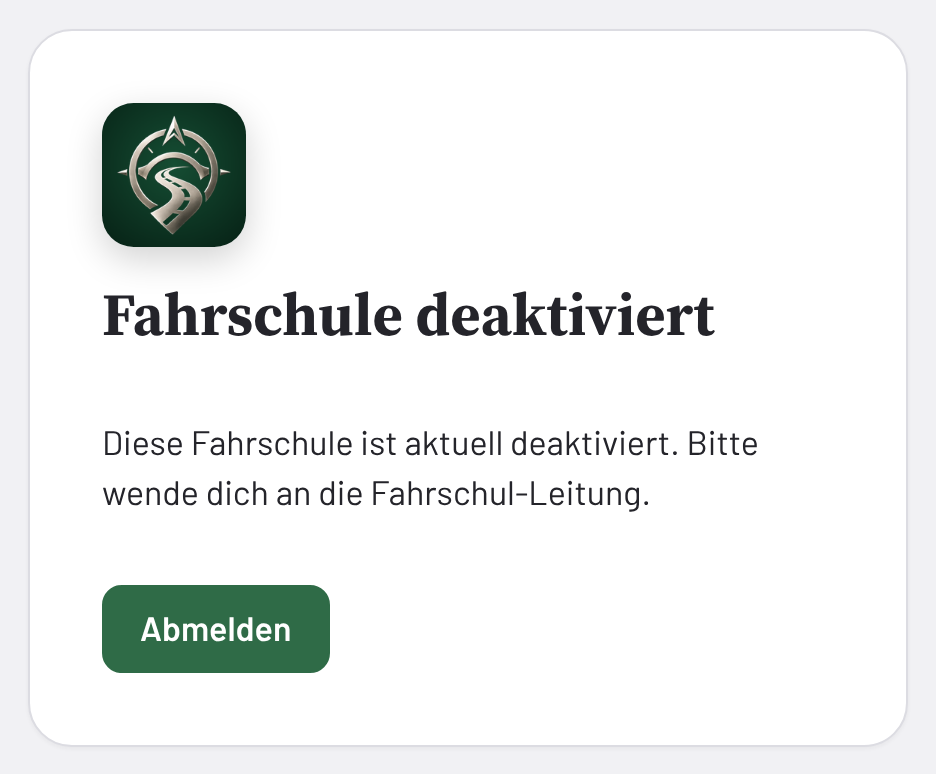 Fahrschule deaktiviert
Diese Fahrschule ist aktuell deaktiviert. Bitte
wende dich an die Fahrschul-Leitung.
Abmelden